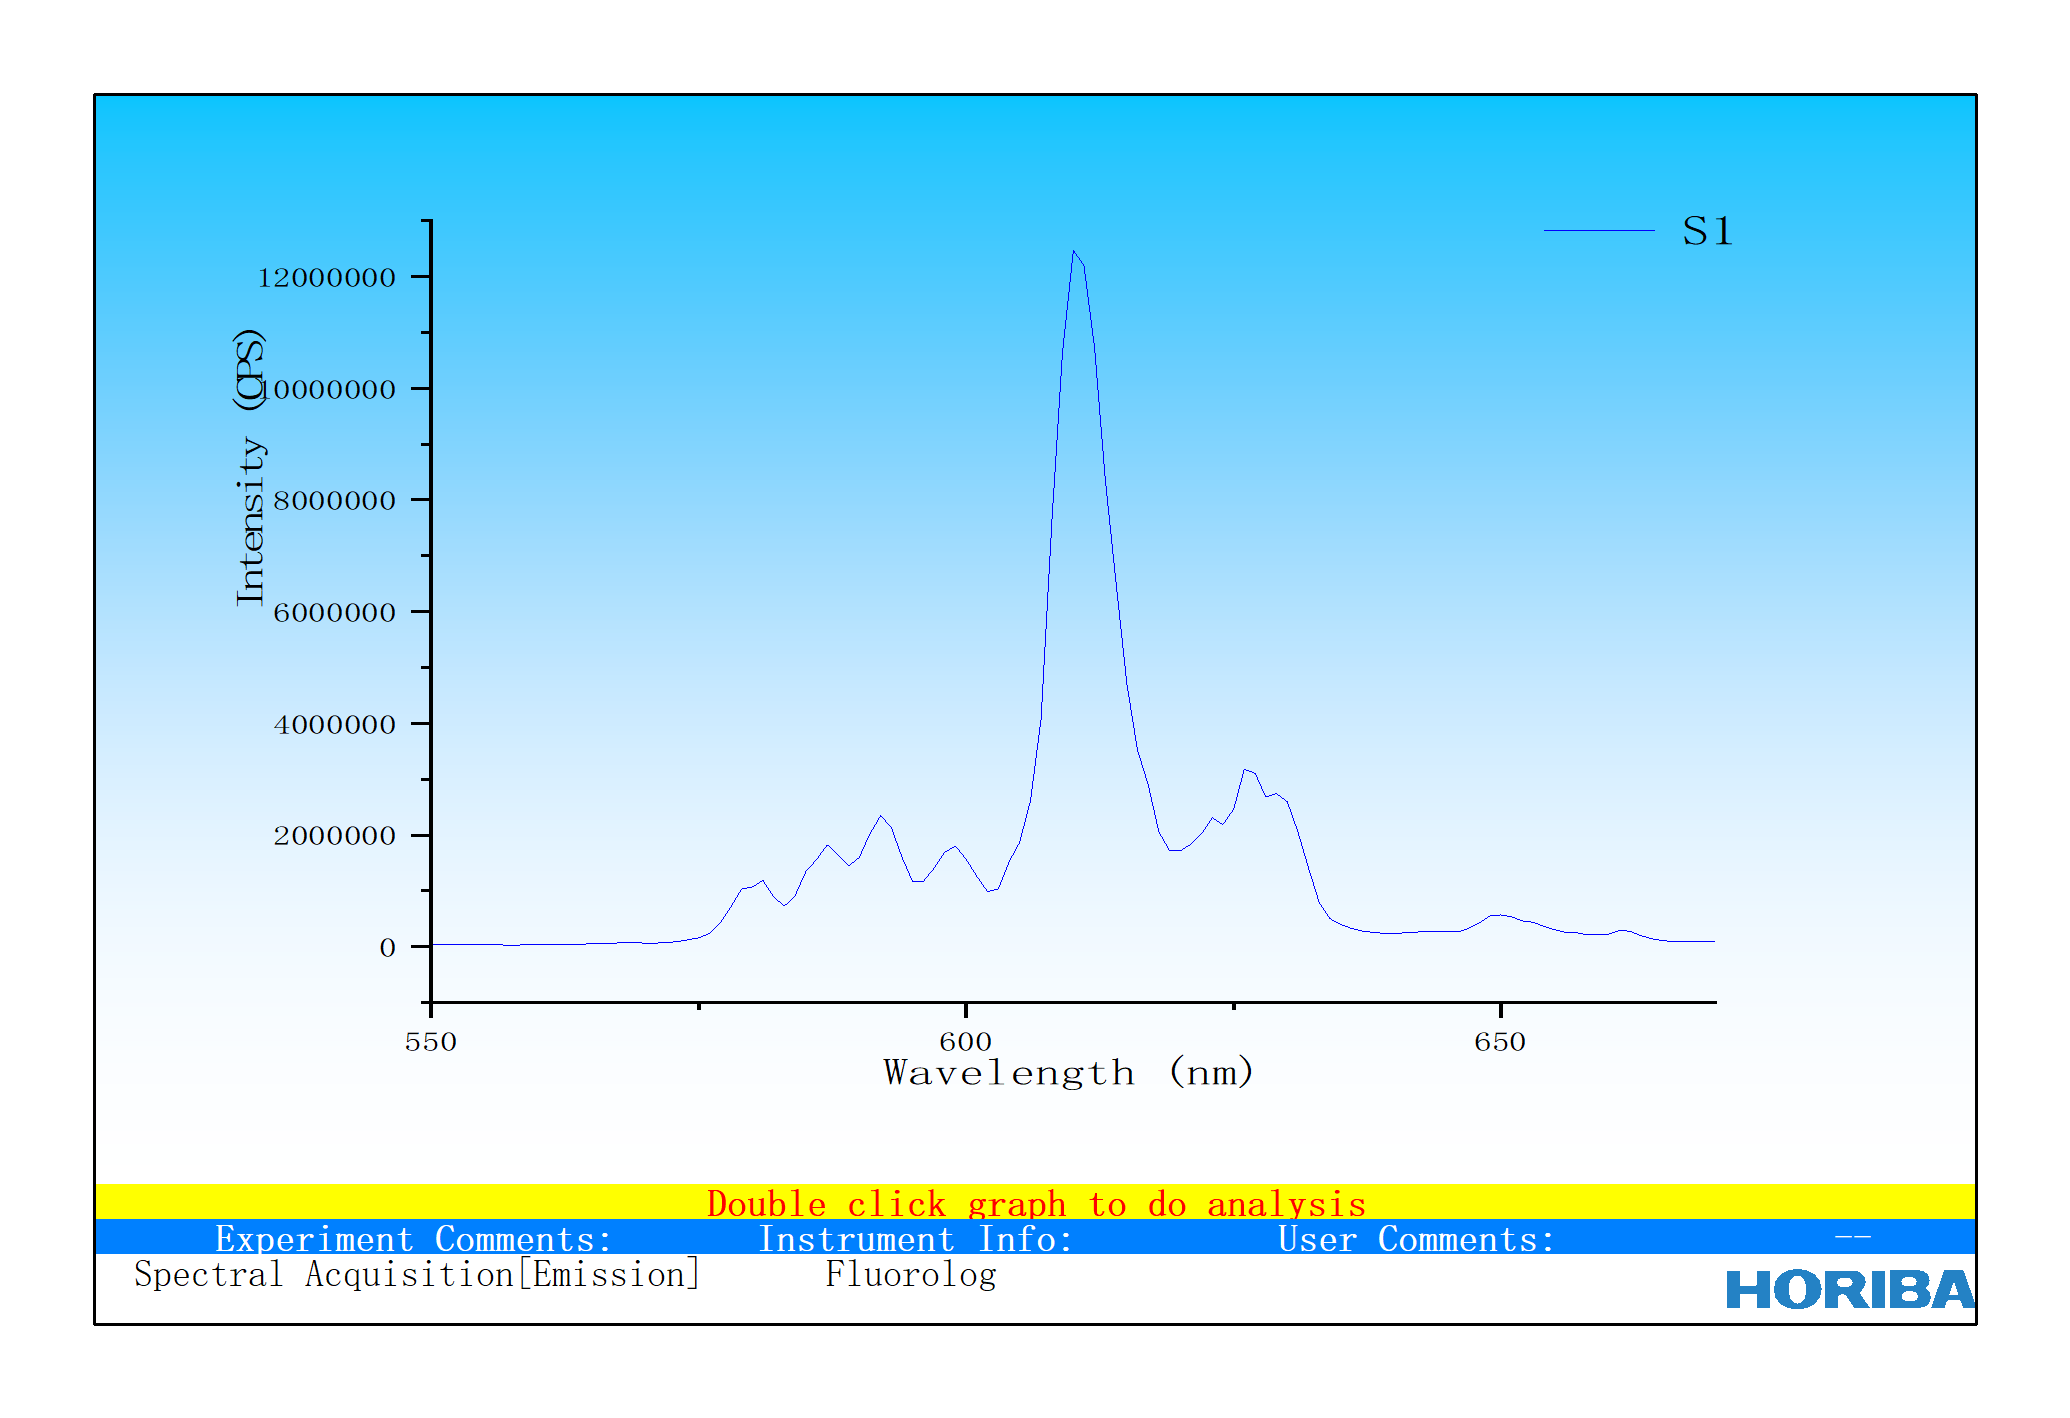 S1
12000000
10000000
8000000
6000000
4000000
2000000
0
Intensity (CPS)
550 600 650
Wavelength (nm)
Double click graph to do analysis
Experiment Comments: Instrument Info: User Comments: --
Spectral Acquisition[Emission] Fluorolog
HORIBA